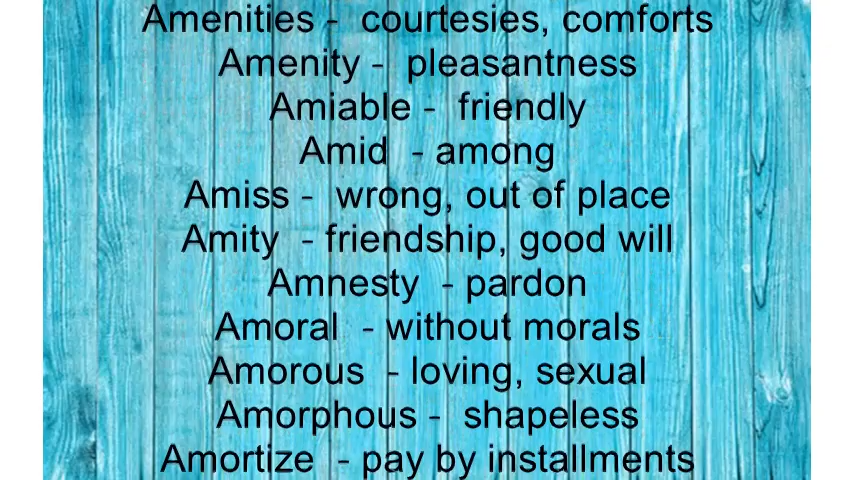 Amenities - courtesies, comforts
Amenity - pleasantness
Amiable - friendly
Amid - among
Amiss - wrong, out of place
Amity - friendship, good will
Amnesty - pardon
Amoral - without morals
Amorous - loving, sexual
Amorphous - shapeless
Amortize - pay by installments